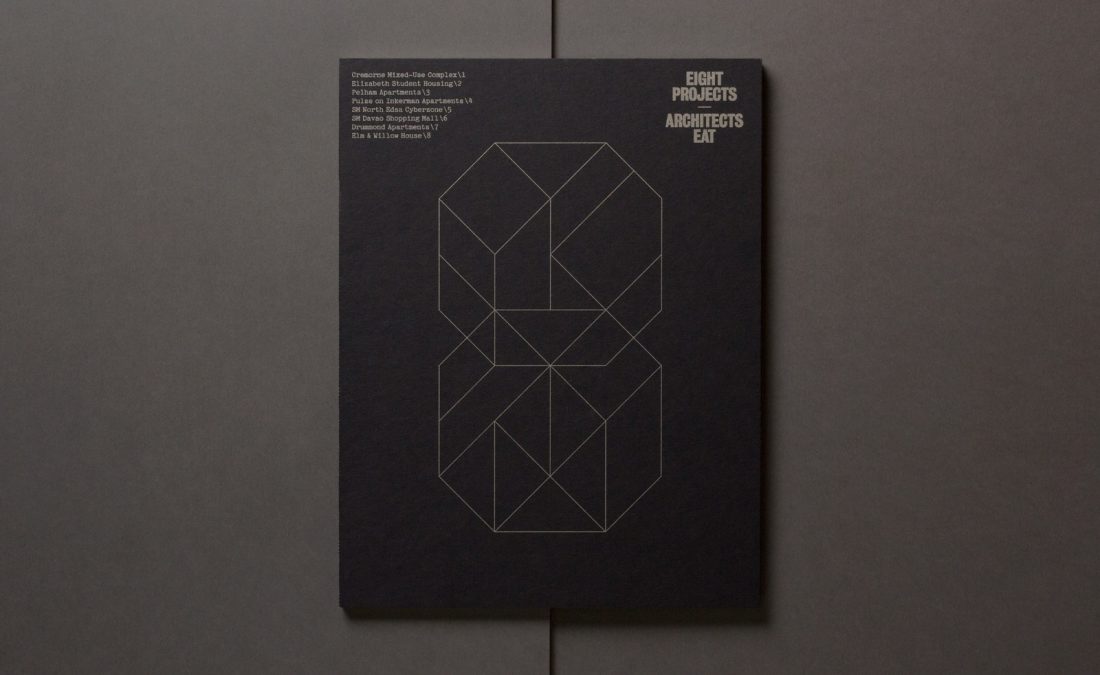 Cremorne Mixed-Use Complex\1
Elizabeth Student Housing\2
Pelham Apartments\3
Pulse on Inkerman Apartments\4
SM North Edsa Cyberzone\5
SM Davao Shopping Mall\6
Drummond Apartments\7
Elm & Willow House\8
EIGHT
PROJECTS
—
ARCHITECTS
EAT